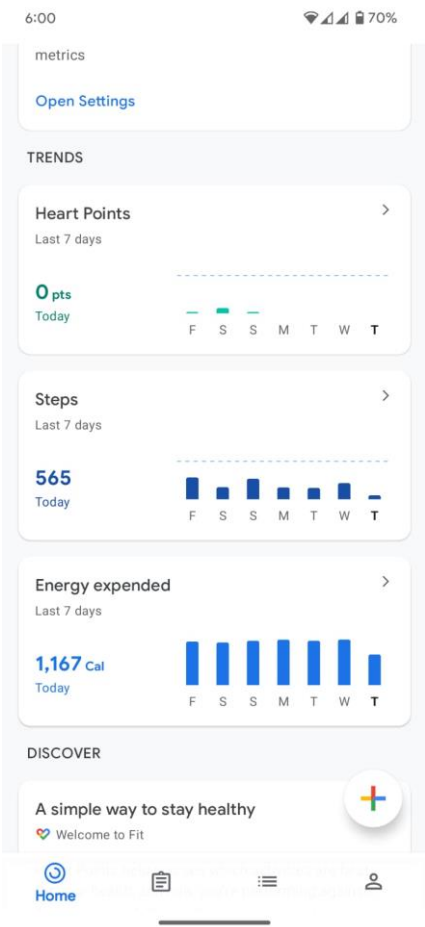 6:00
70%
metrics
Open Settings
TRENDS
Heart Points
Last 7 days
0 pts
Today
F S S M T W T
Steps
Last 7 days
565
Today
F S S M T W T
Energy expended
Last 7 days
1,167 Cal
Today
F S S M T W T
DISCOVER
A simple way to stay healthy
Welcome to Fit
Home